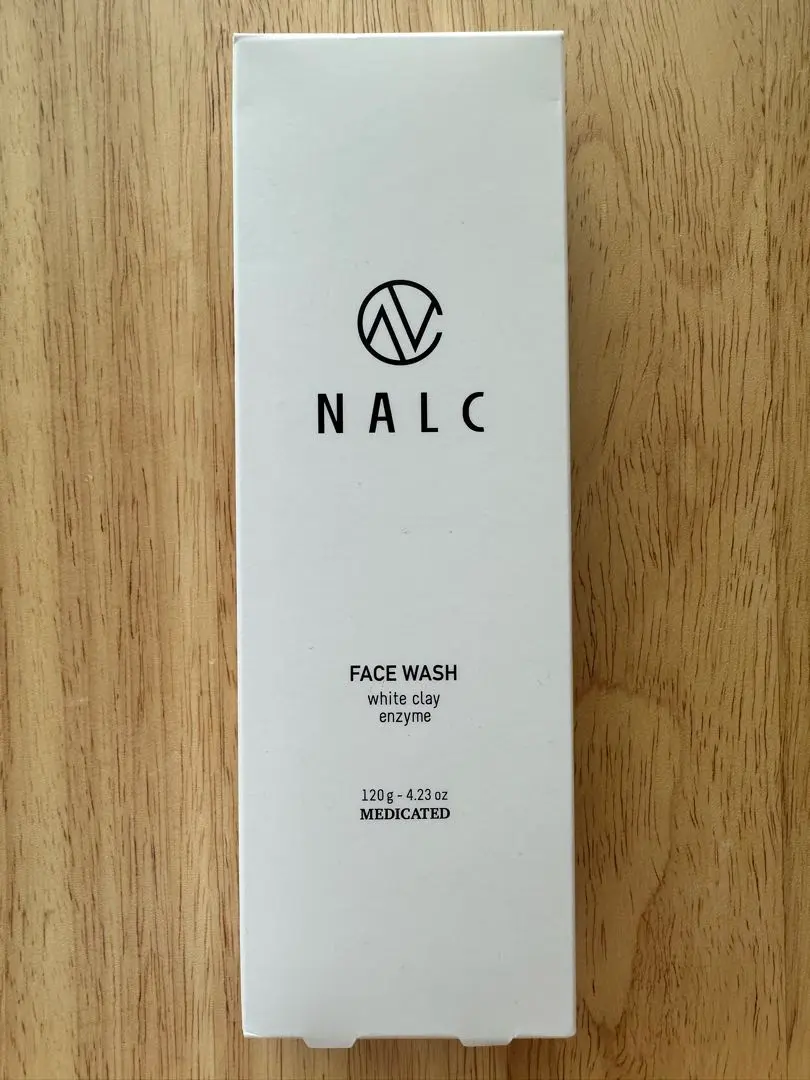 NALC
FACE WASH
white clay
enzyme
120g - 4.23 oz
MEDICATED